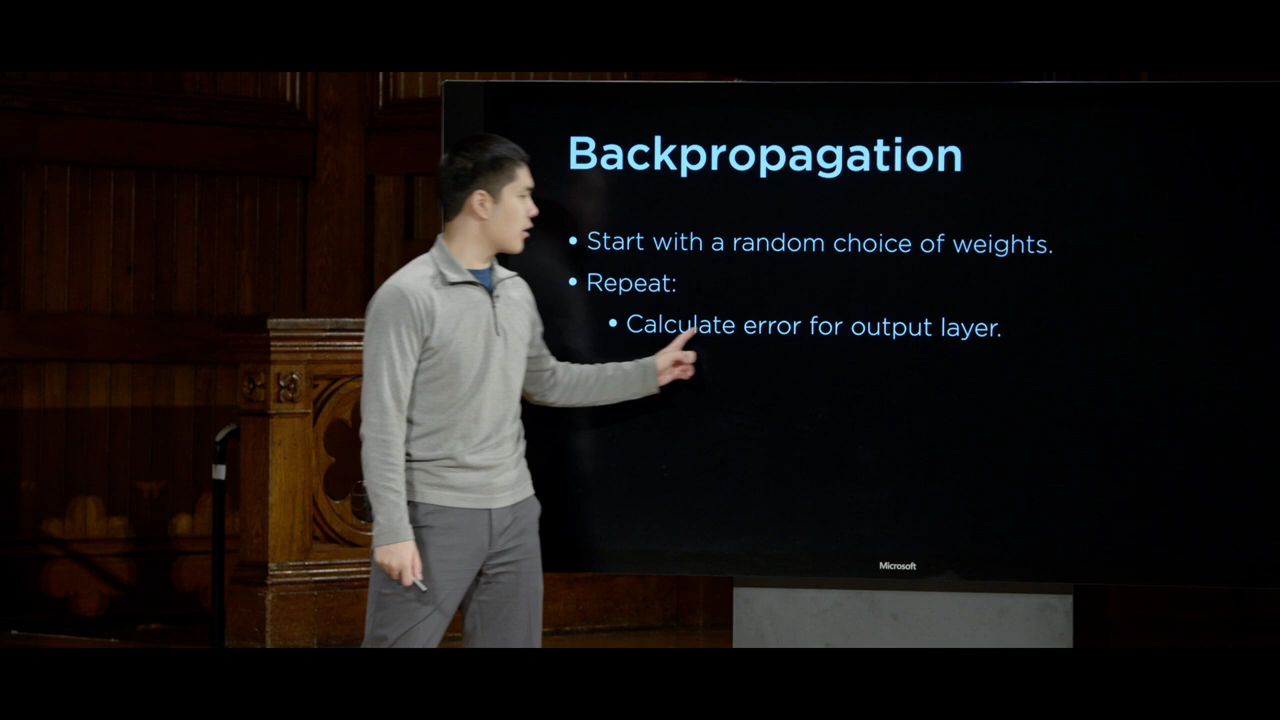 Backpropagation
• Start with a random choice of weights.
• Repeat:
• Calculate error for output layer.
Microsoft